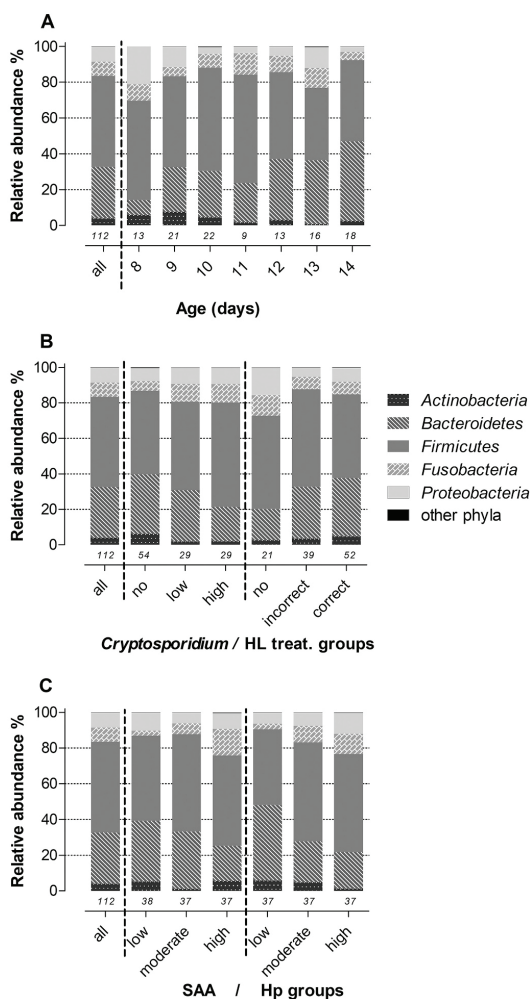 A
Relative abundance %
100
80
60
40
20
0
112 13 21 22 9 13 16 18
all 8 9 10 11 12 13 14
Age (days)
B
Relative abundance %
100
80
60
40
20
0
112 54 29 29 21 39 52
all no low high no incorrect correct
Cryptosporidium / HL treat. groups
Actinobacteria
Bacteroidetes
Firmicutes
Fusobacteria
Proteobacteria
other phyla
C
Relative abundance %
100
80
60
40
20
0
112 38 37 37 37 37 37
all low moderate high low moderate high
SAA / Hp groups